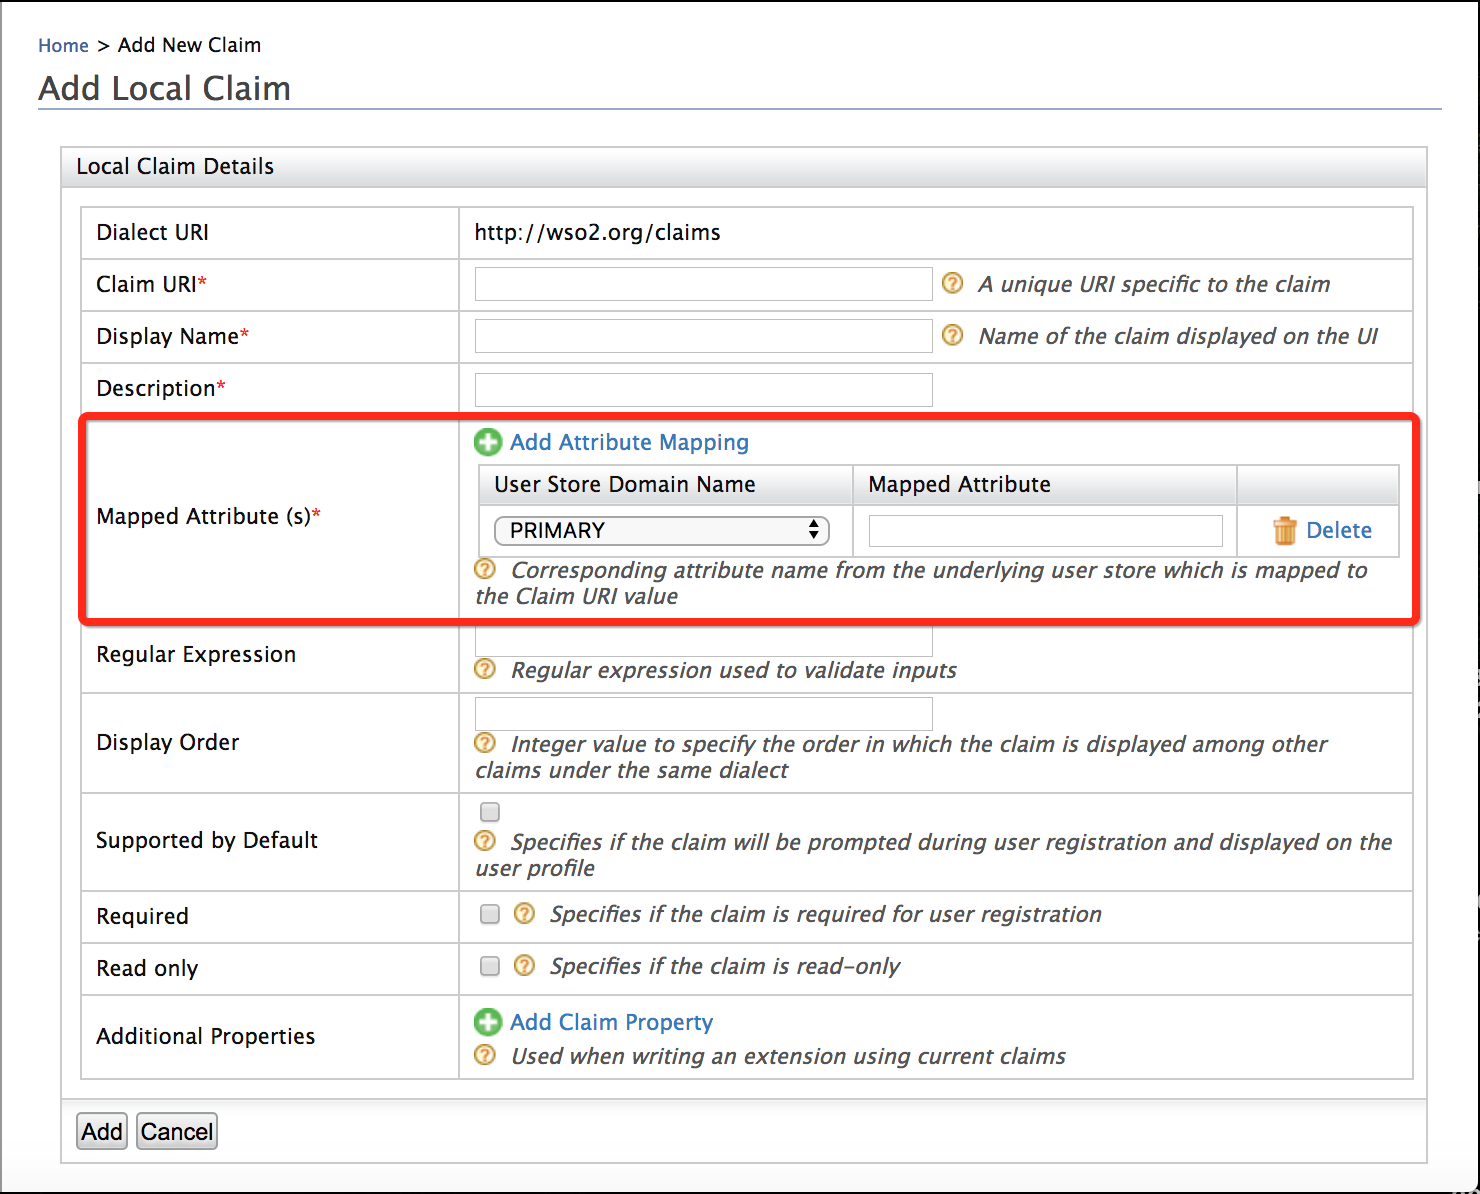 Home > Add New Claim
Add Local Claim
Local Claim Details
Dialect URI
http://wso2.org/claims
Claim URI*
A unique URI specific to the claim
Display Name*
Name of the claim displayed on the UI
Description*
Mapped Attribute (s)*
Add Attribute Mapping
User Store Domain Name
Mapped Attribute
PRIMARY
Delete
Corresponding attribute name from the underlying user store which is mapped to
the Claim URI value
Regular Expression
Regular expression used to validate inputs
Display Order
Integer value to specify the order in which the claim is displayed among other
claims under the same dialect
Supported by Default
Specifies if the claim will be prompted during user registration and displayed on the
user profile
Required
Specifies if the claim is required for user registration
Read only
Specifies if the claim is read-only
Additional Properties
Add Claim Property
Used when writing an extension using current claims
Add
Cancel